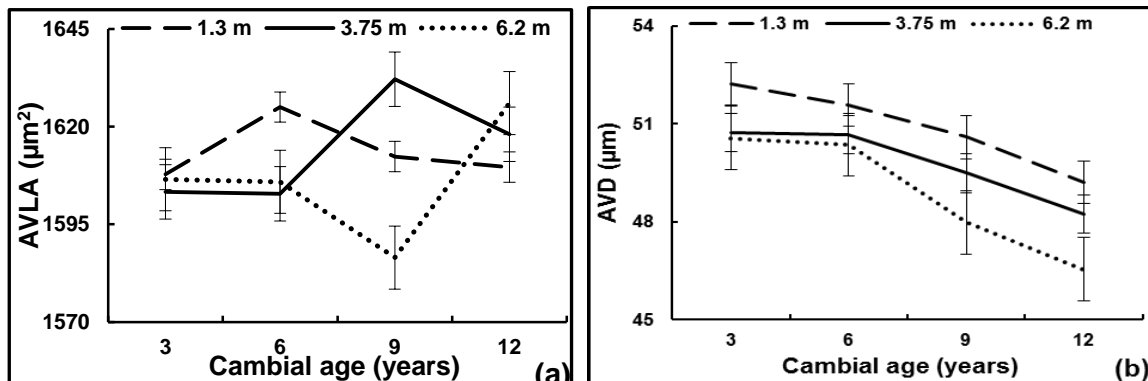 1.3 m 3.75 m 6.2 m
1645
1620
1595
1570
AVLA (µm²)
3 6 9 12
Cambial age (years)
(a)
1.3 m 3.75 m 6.2 m
54
51
48
45
AVD (µm)
3 6 9 12
Cambial age (years)
(b)